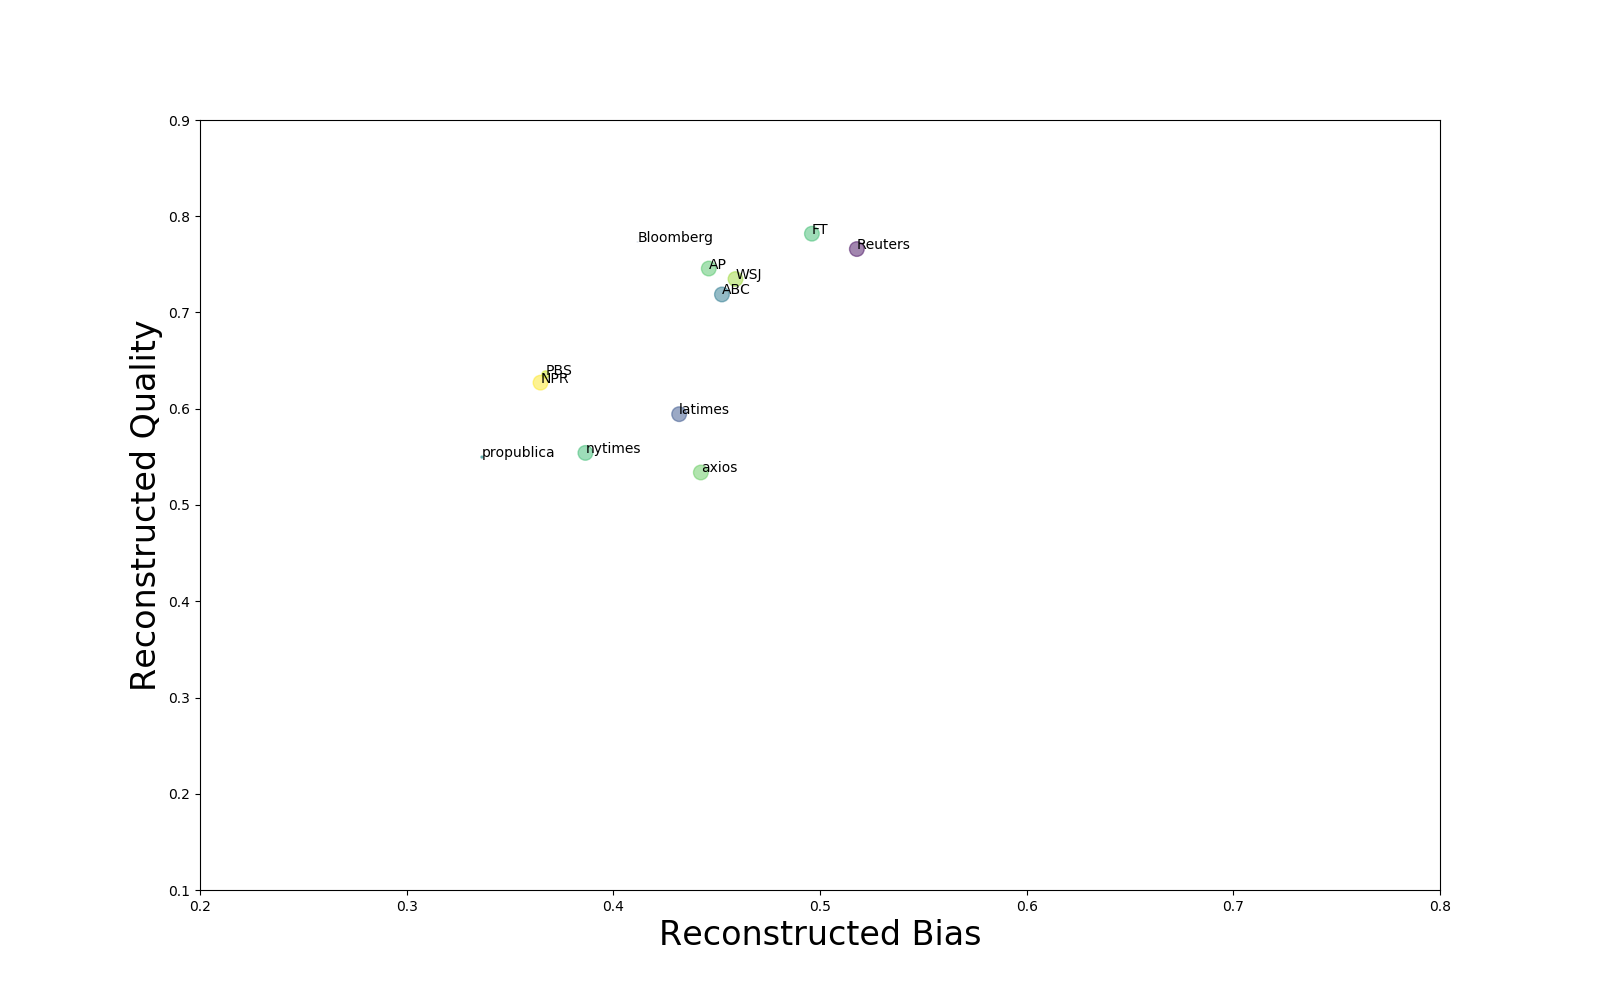 0.9
0.8
0.7
0.6
0.5
0.4
0.3
0.2
0.1
Reconstructed Quality
FT
Bloomberg
Reuters
AP
WSJ
ABC
PBS
NPR
latimes
nytimes
propublica
axios
0.2 0.3 0.4 0.5 0.6 0.7 0.8
Reconstructed Bias